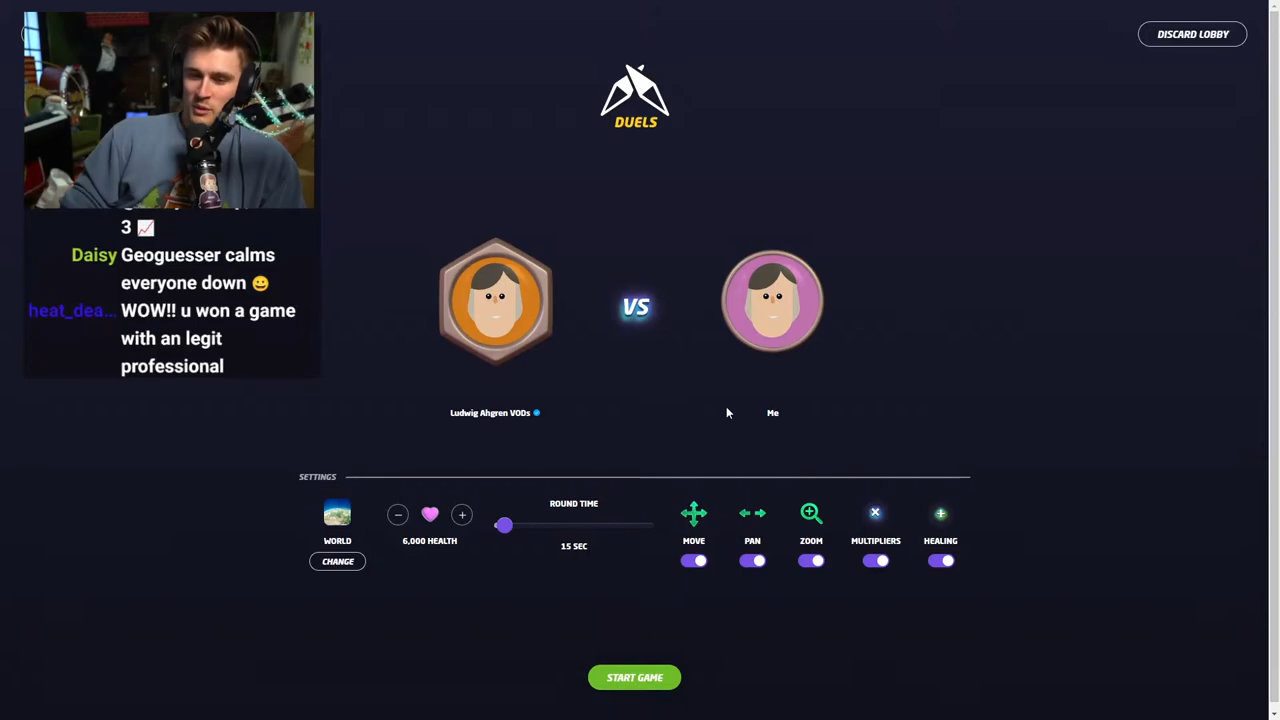 DISCARD LOBBY
DUELS
3 📈
Daisy Geoguesser calms
everyone down 😀
heat_dea... WOW!! u won a game
with an legit
professional
VS
Ludwig Ahgren VODs
Me
SETTINGS
ROUND TIME
WORLD
6,000 HEALTH
15 SEC
MOVE
PAN
ZOOM
MULTIPLIERS
HEALING
CHANGE
START GAME